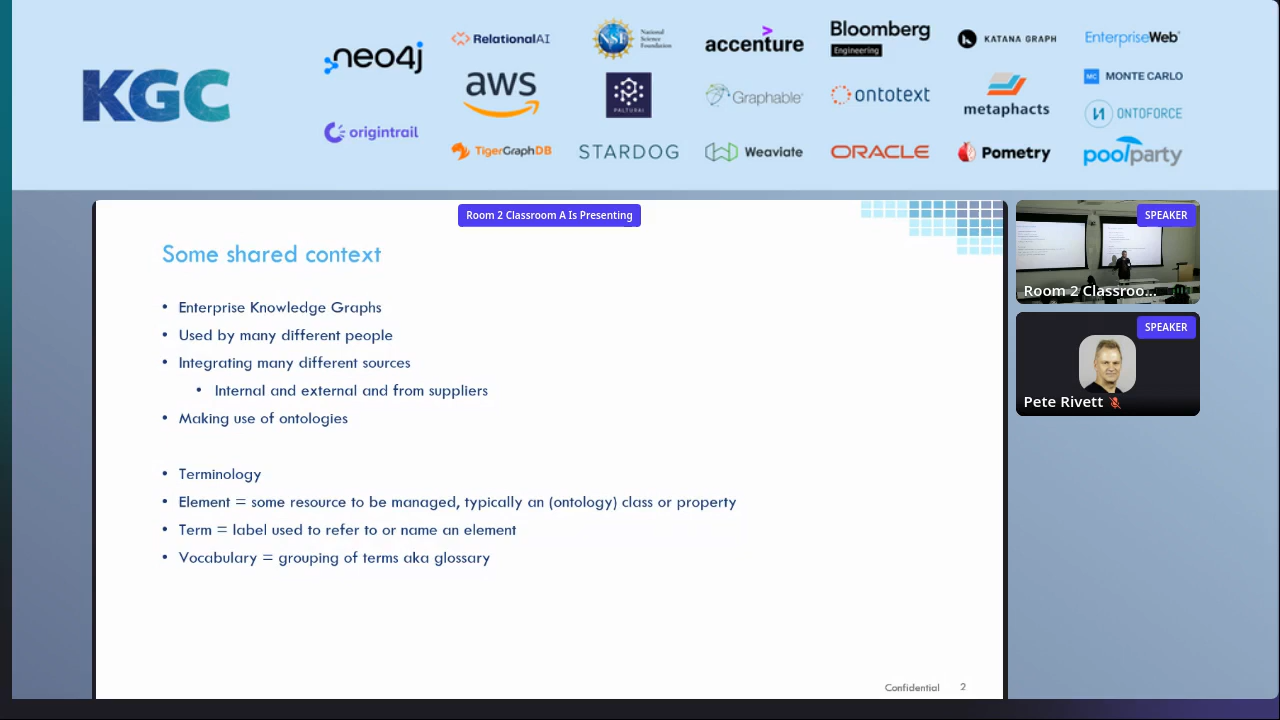 KGC
neo4j
origintrail
RelationalAI
aws
TigerGraphDB
NSF
National
Science
Foundation
STARDOG
accenture
Graphable
Weaviate
Bloomberg
Engineering
ontotext
ORACLE
KATANA GRAPH
metaphacts
Pometry
EnterpriseWeb
MC MONTE CARLO
ONTOFORCE
poolparty
Room 2 Classroom A Is Presenting
Some shared context
• Enterprise Knowledge Graphs
• Used by many different people
• Integrating many different sources
• Internal and external and from suppliers
• Making use of ontologies
• Terminology
• Element = some resource to be managed, typically an (ontology) class or property
• Term = label used to refer to or name an element
• Vocabulary = grouping of terms aka glossary
Confidential 2
SPEAKER
Room 2 Classroo...
SPEAKER
Pete Rivett